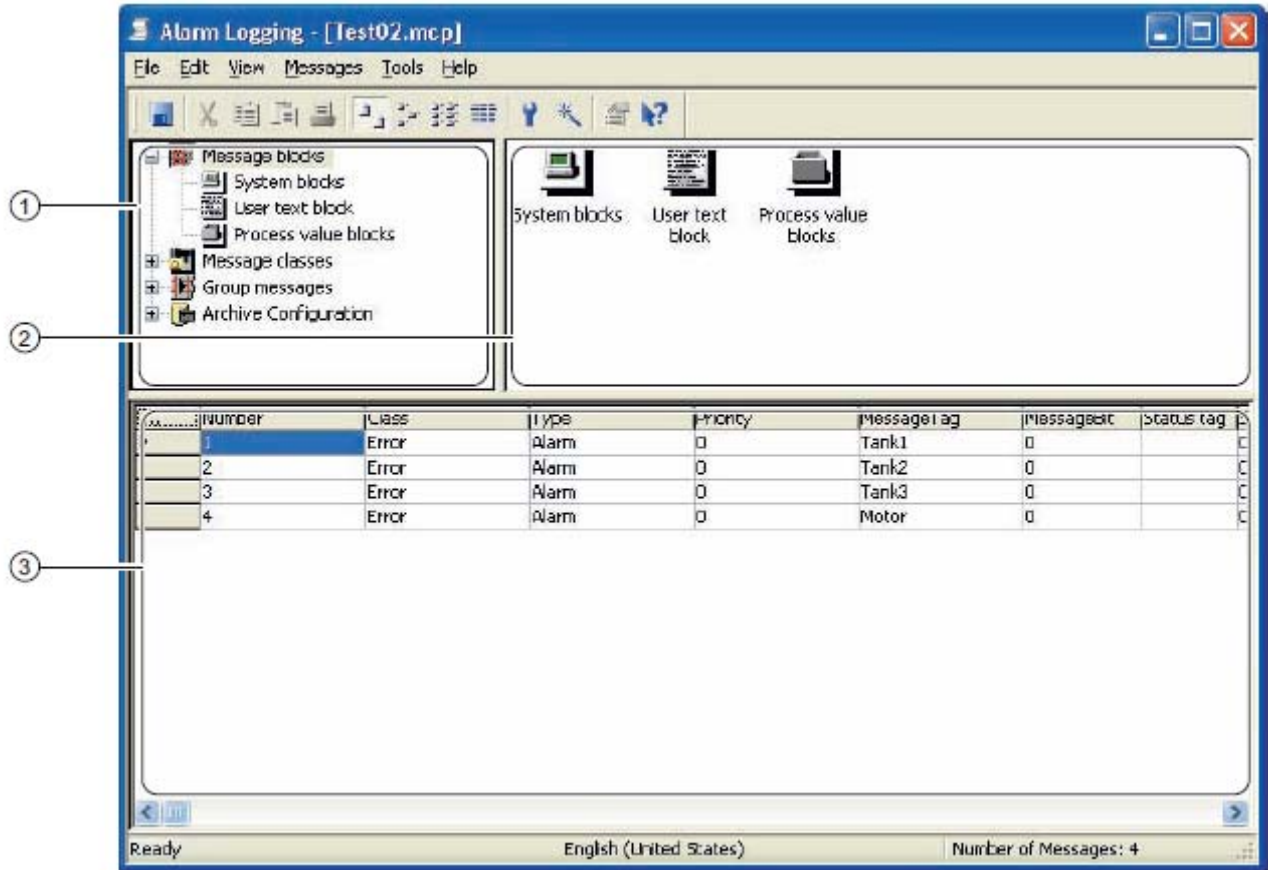 Alarm Logging - [Test02.mcp]
File Edit View Messages Tools Help
Message blocks
System blocks
User text block
Process value blocks
Message classes
Group messages
Archive Configuration
System blocks
User text block
Process value blocks
1
2
3
Number Class Type Priority MessageTag MessageBit Status tag
1 Error Alarm 0 Tank1 0
2 Error Alarm 0 Tank2 0
3 Error Alarm 0 Tank3 0
4 Error Alarm 0 Motor 0
Ready English (United States) Number of Messages: 4